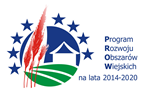 Program
Rozwoju
Obszarów
Wiejskich
na lata 2014-2020